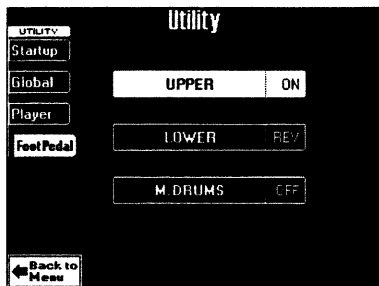 Utility
UTILITY
Startup
Global
Player
FootPedal
UPPER ON
LOWER REV
M.DRUMS OFF
Back to
Menu